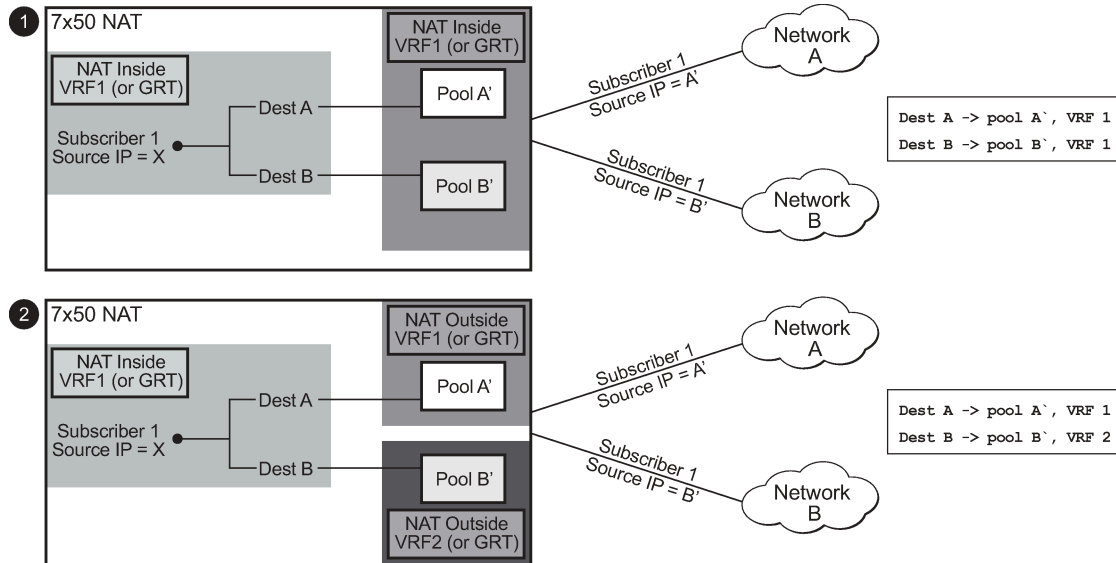 1
7x50 NAT
NAT Inside
VRF1 (or GRT)
Subscriber 1
Source IP = X
Dest A
Dest B
NAT Inside
VRF1 (or GRT)
Pool A'
Pool B'
Subscriber 1
Source IP = A'
Subscriber 1
Source IP = B'
Network
A
Network
B
Dest A -> pool A`, VRF 1
Dest B -> pool B`, VRF 1
2
7x50 NAT
NAT Inside
VRF1 (or GRT)
Subscriber 1
Source IP = X
Dest A
Dest B
NAT Outside
VRF1 (or GRT)
Pool A'
Pool B'
NAT Outside
VRF2 (or GRT)
Subscriber 1
Source IP = A'
Subscriber 1
Source IP = B'
Network
A
Network
B
Dest A -> pool A`, VRF 1
Dest B -> pool B`, VRF 2